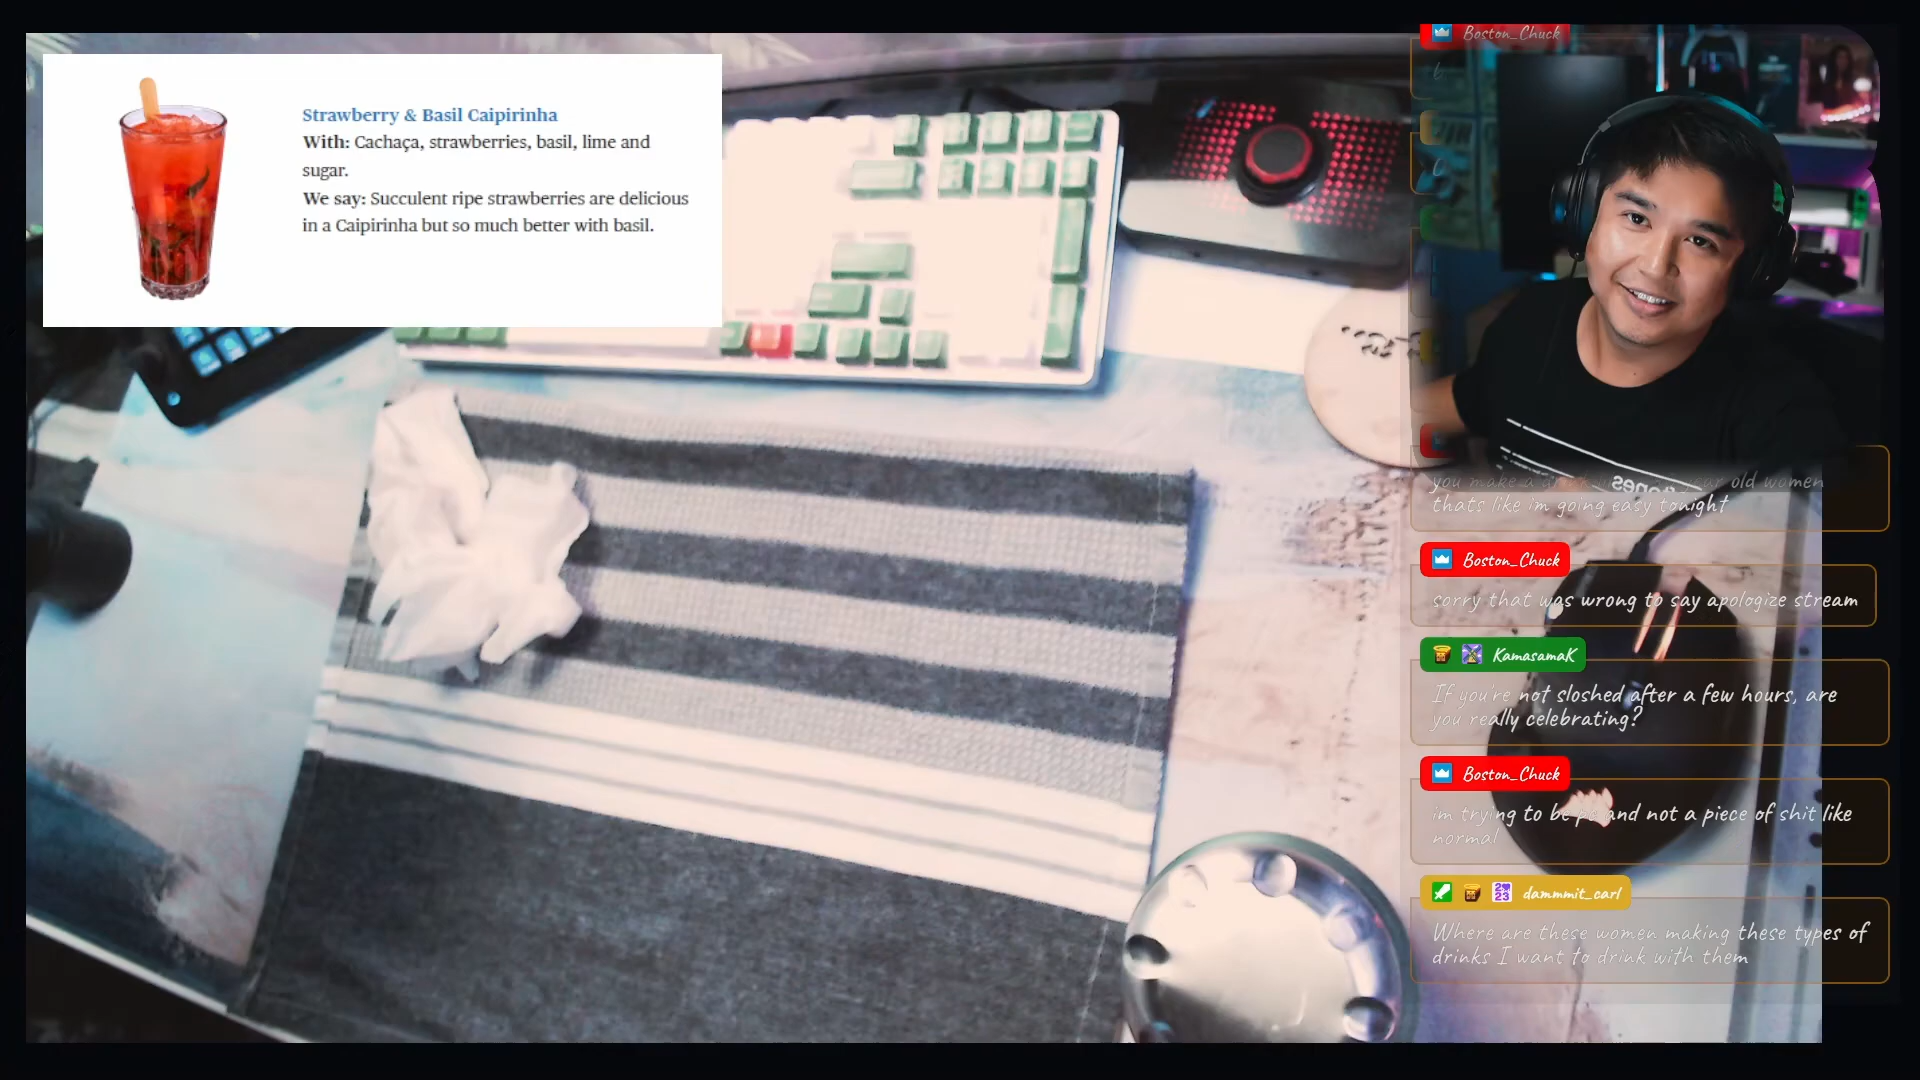 Strawberry & Basil Caipirinha
With: Cachaça, strawberries, basil, lime and
sugar.
We say: Succulent ripe strawberries are delicious
in a Caipirinha but so much better with basil.
Boston_Chuck
you make a old women
thats like im going easy tonight
Boston_Chuck
sorry that was wrong to say apologize stream
KamasamaK
If you're not sloshed after a few hours, are
you really celebrating?
Boston_Chuck
im trying to be pc and not a piece of shit like
normal
dammmit_carl
Where are these women making these types of
drinks I want to drink with them